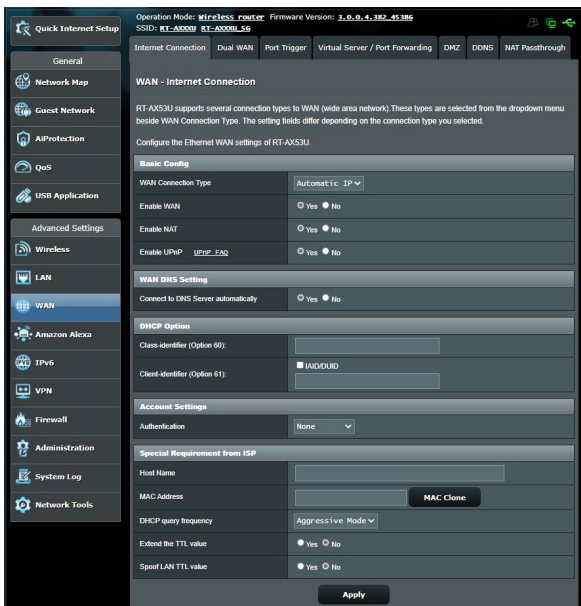 Quick Internet Setup
General
Network Map
Guest Network
AiProtection
QoS
USB Application
Advanced Settings
Wireless
LAN
WAN
Amazon Alexa
IPv6
VPN
Firewall
Administration
System Log
Network Tools
Operation Mode: Wireless router Firmware Version: 3.0.0.4.382_45386
SSID: RT-AXXXU RT-AXXXU_5G
Internet Connection Dual WAN Port Trigger Virtual Server / Port Forwarding DMZ DDNS NAT Passthrough
WAN - Internet Connection
RT-AX53U supports several connection types to WAN (wide area network).These types are selected from the dropdown menu
beside WAN Connection Type. The setting fields differ depending on the connection type you selected.
Configure the Ethernet WAN settings of RT-AX53U.
Basic Config
WAN Connection Type Automatic IP
Enable WAN Yes No
Enable NAT Yes No
Enable UPnP UPnP FAQ Yes No
WAN DNS Setting
Connect to DNS Server automatically Yes No
DHCP Option
Class-identifier (Option 60):
Client-identifier (Option 61): IAID/DUID
Account Settings
Authentication None
Special Requirement from ISP
Host Name
MAC Address MAC Clone
DHCP query frequency Aggressive Mode
Extend the TTL value Yes No
Spoof LAN TTL value Yes No
Apply